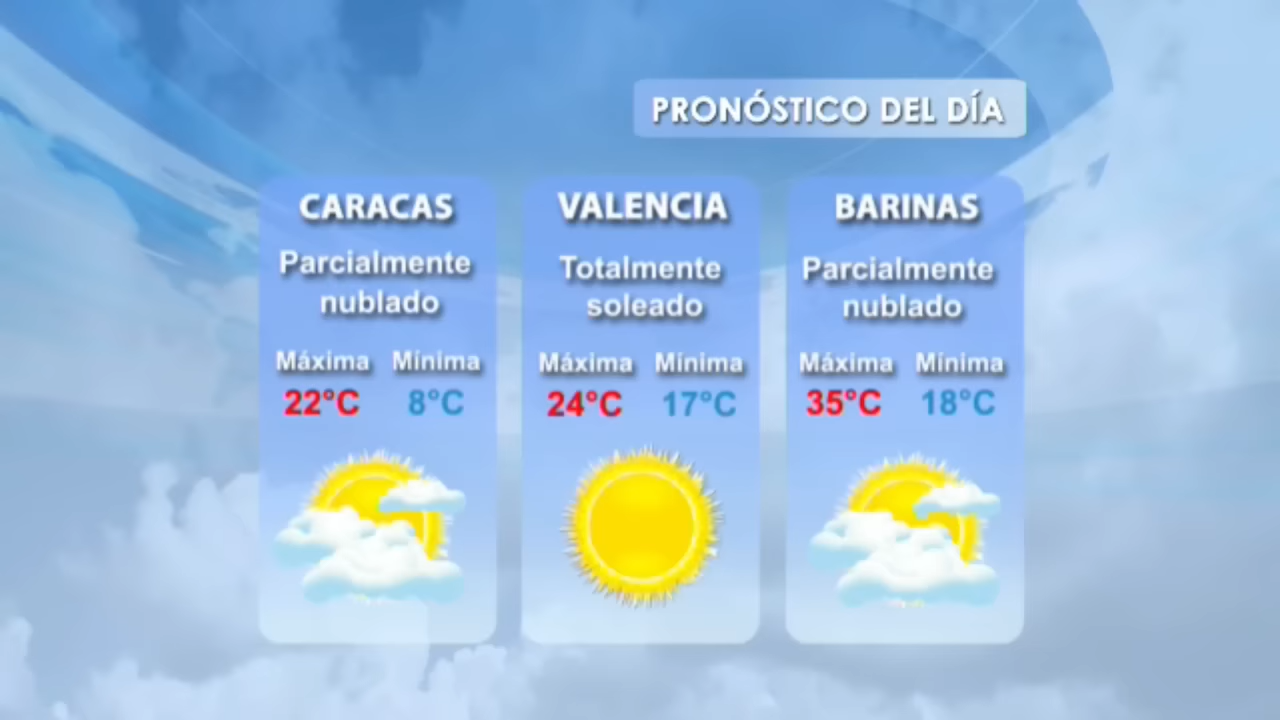 PRONÓSTICO DEL DÍA
CARACAS
Parcialmente
nublado
Máxima Mínima
22°C 8°C
VALENCIA
Totalmente
soleado
Máxima Mínima
24°C 17°C
BARINAS
Parcialmente
nublado
Máxima Mínima
35°C 18°C